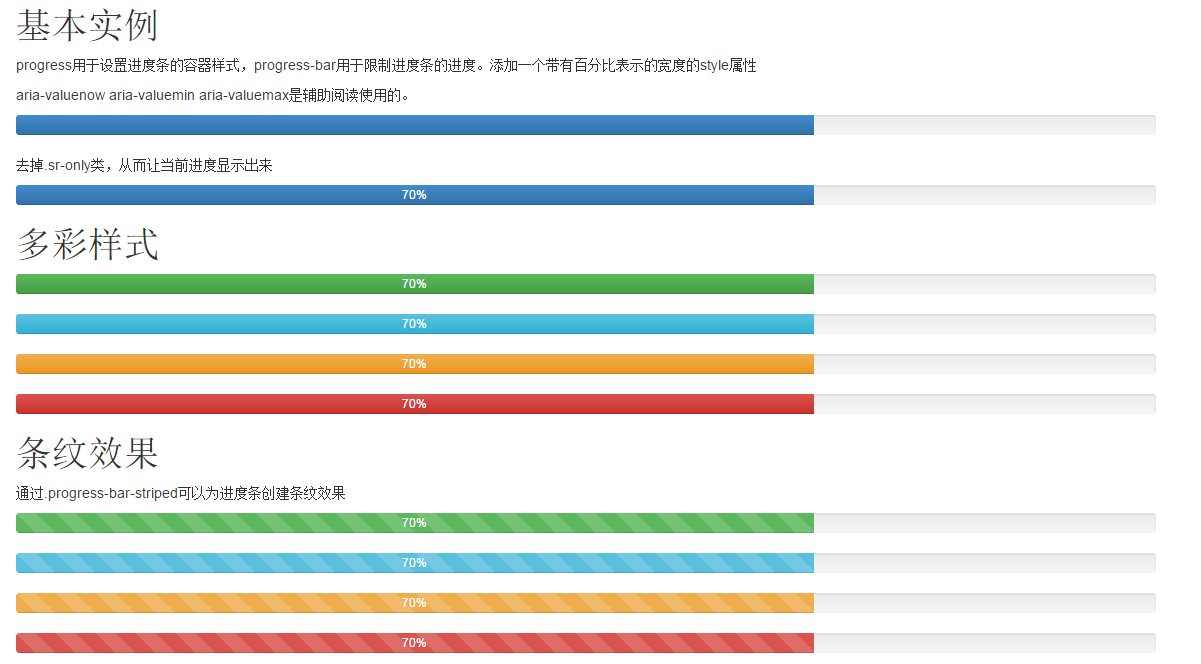 基本实例
progress用于设置进度条的容器样式，progress-bar用于限制进度条的进度。添加一个带有百分比表示的宽度的style属性
aria-valuenow aria-valuemin aria-valuemax是辅助阅读使用的。
去掉.sr-only类，从而让当前进度显示出来
70%
多彩样式
70%
70%
70%
70%
条纹效果
通过.progress-bar-striped可以为进度条创建条纹效果
70%
70%
70%
70%